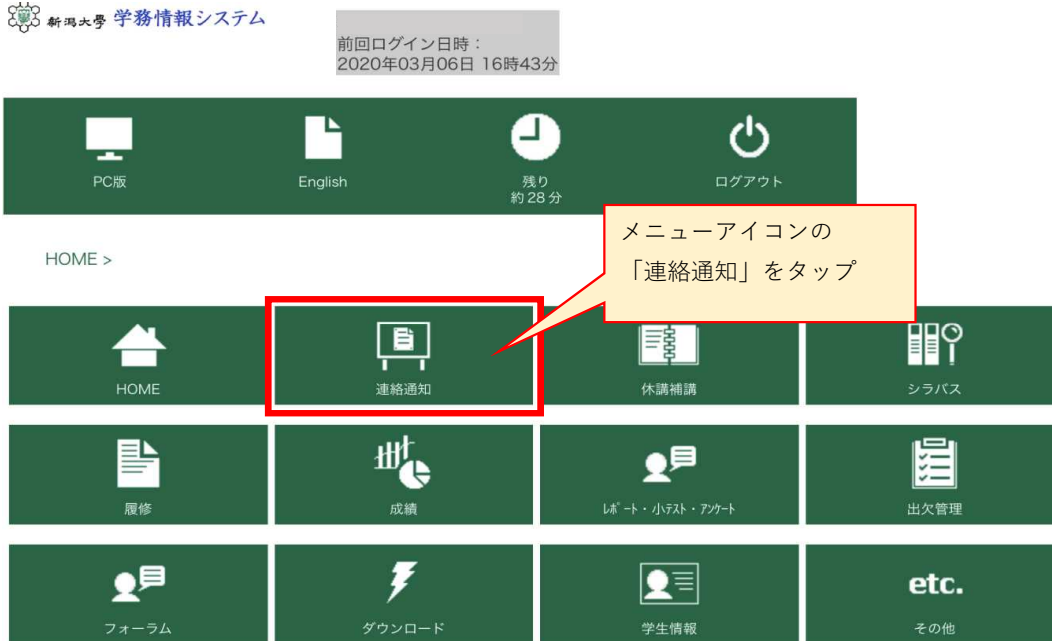 新潟大學 学務情報システム
前回ログイン日時：
2020年03月06日 16時43分
PC版
English
残り
約28分
ログアウト
メニューアイコンの
「連絡通知」をタップ
HOME >
HOME
連絡通知
休講補講
シラバス
履修
成績
ﾚﾎﾟｰﾄ・小ﾃｽﾄ・ｱﾝｹｰﾄ
出欠管理
フォーラム
ダウンロード
学生情報
etc.
その他